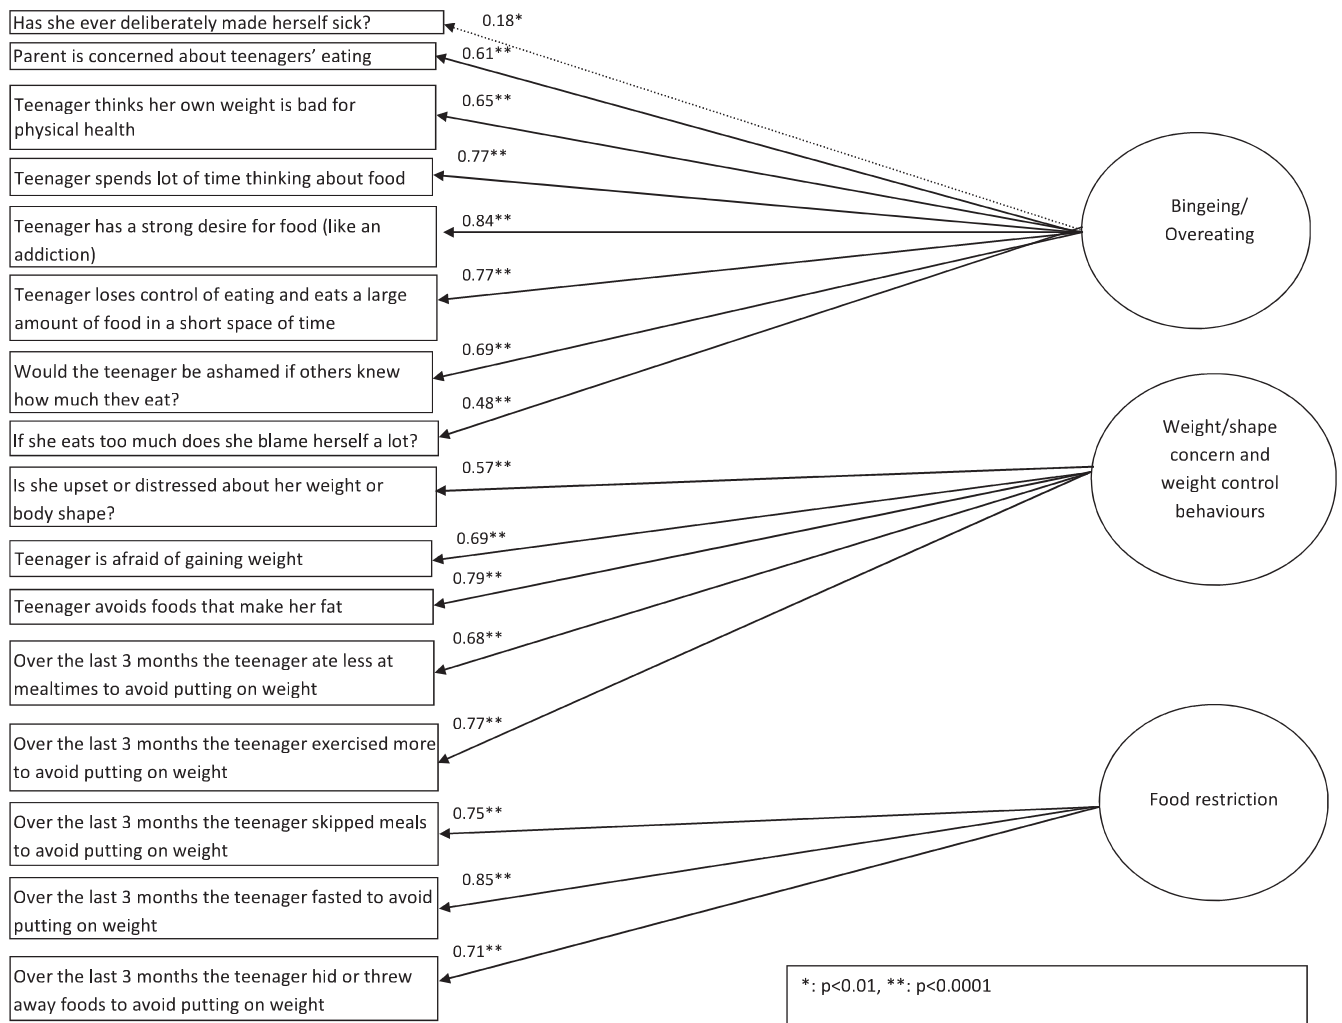 Has she ever deliberately made herself sick?
0.18*
Parent is concerned about teenagers’ eating
0.61**
Teenager thinks her own weight is bad for
physical health
0.65**
Teenager spends lot of time thinking about food
0.77**
Teenager has a strong desire for food (like an
addiction)
0.84**
Teenager loses control of eating and eats a large
amount of food in a short space of time
0.77**
Would the teenager be ashamed if others knew
how much they eat?
0.69**
If she eats too much does she blame herself a lot?
0.48**
Bingeing/
Overeating
Is she upset or distressed about her weight or
body shape?
0.57**
Teenager is afraid of gaining weight
0.69**
Teenager avoids foods that make her fat
0.79**
Over the last 3 months the teenager ate less at
mealtimes to avoid putting on weight
0.68**
Over the last 3 months the teenager exercised more
to avoid putting on weight
0.77**
Weight/shape
concern and
weight control
behaviours
Over the last 3 months the teenager skipped meals
to avoid putting on weight
0.75**
Over the last 3 months the teenager fasted to avoid
putting on weight
0.85**
Over the last 3 months the teenager hid or threw
away foods to avoid putting on weight
0.71**
Food restriction
*: p<0.01, **: p<0.0001